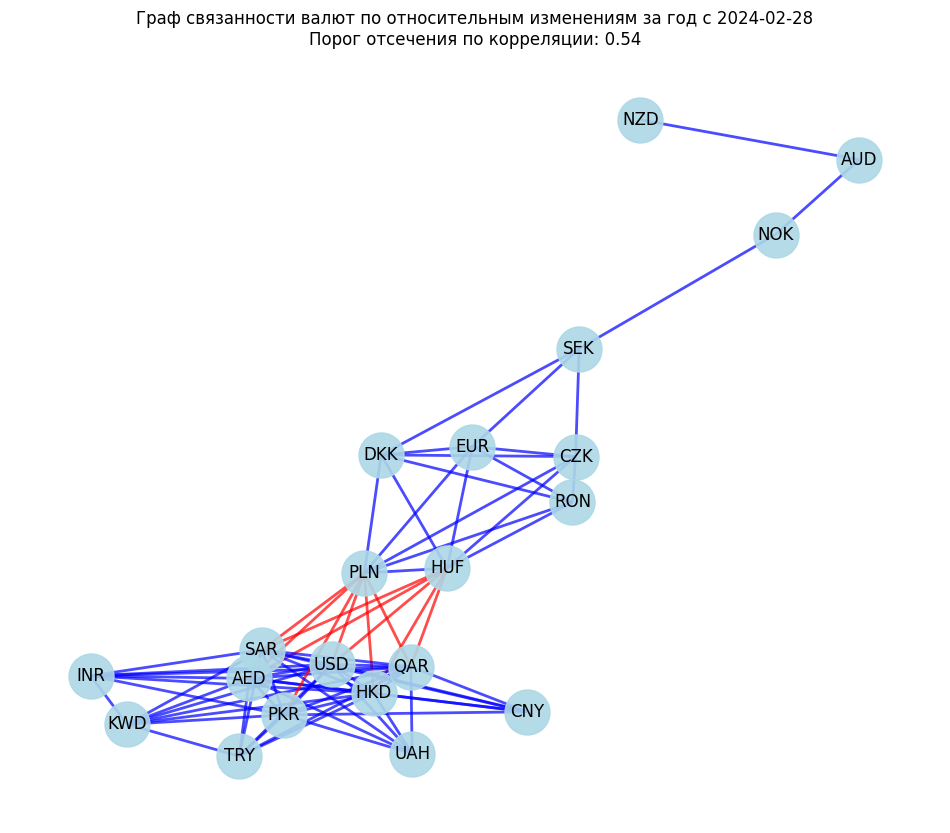 Граф связанности валют по относительным изменениям за год с 2024-02-28
Порог отсечения по корреляции: 0.54
NZD
AUD
NOK
SEK
DKK
EUR
CZK
RON
PLN
HUF
SAR
USD
QAR
INR
AED
HKD
KWD
PKR
CNY
TRY
UAH